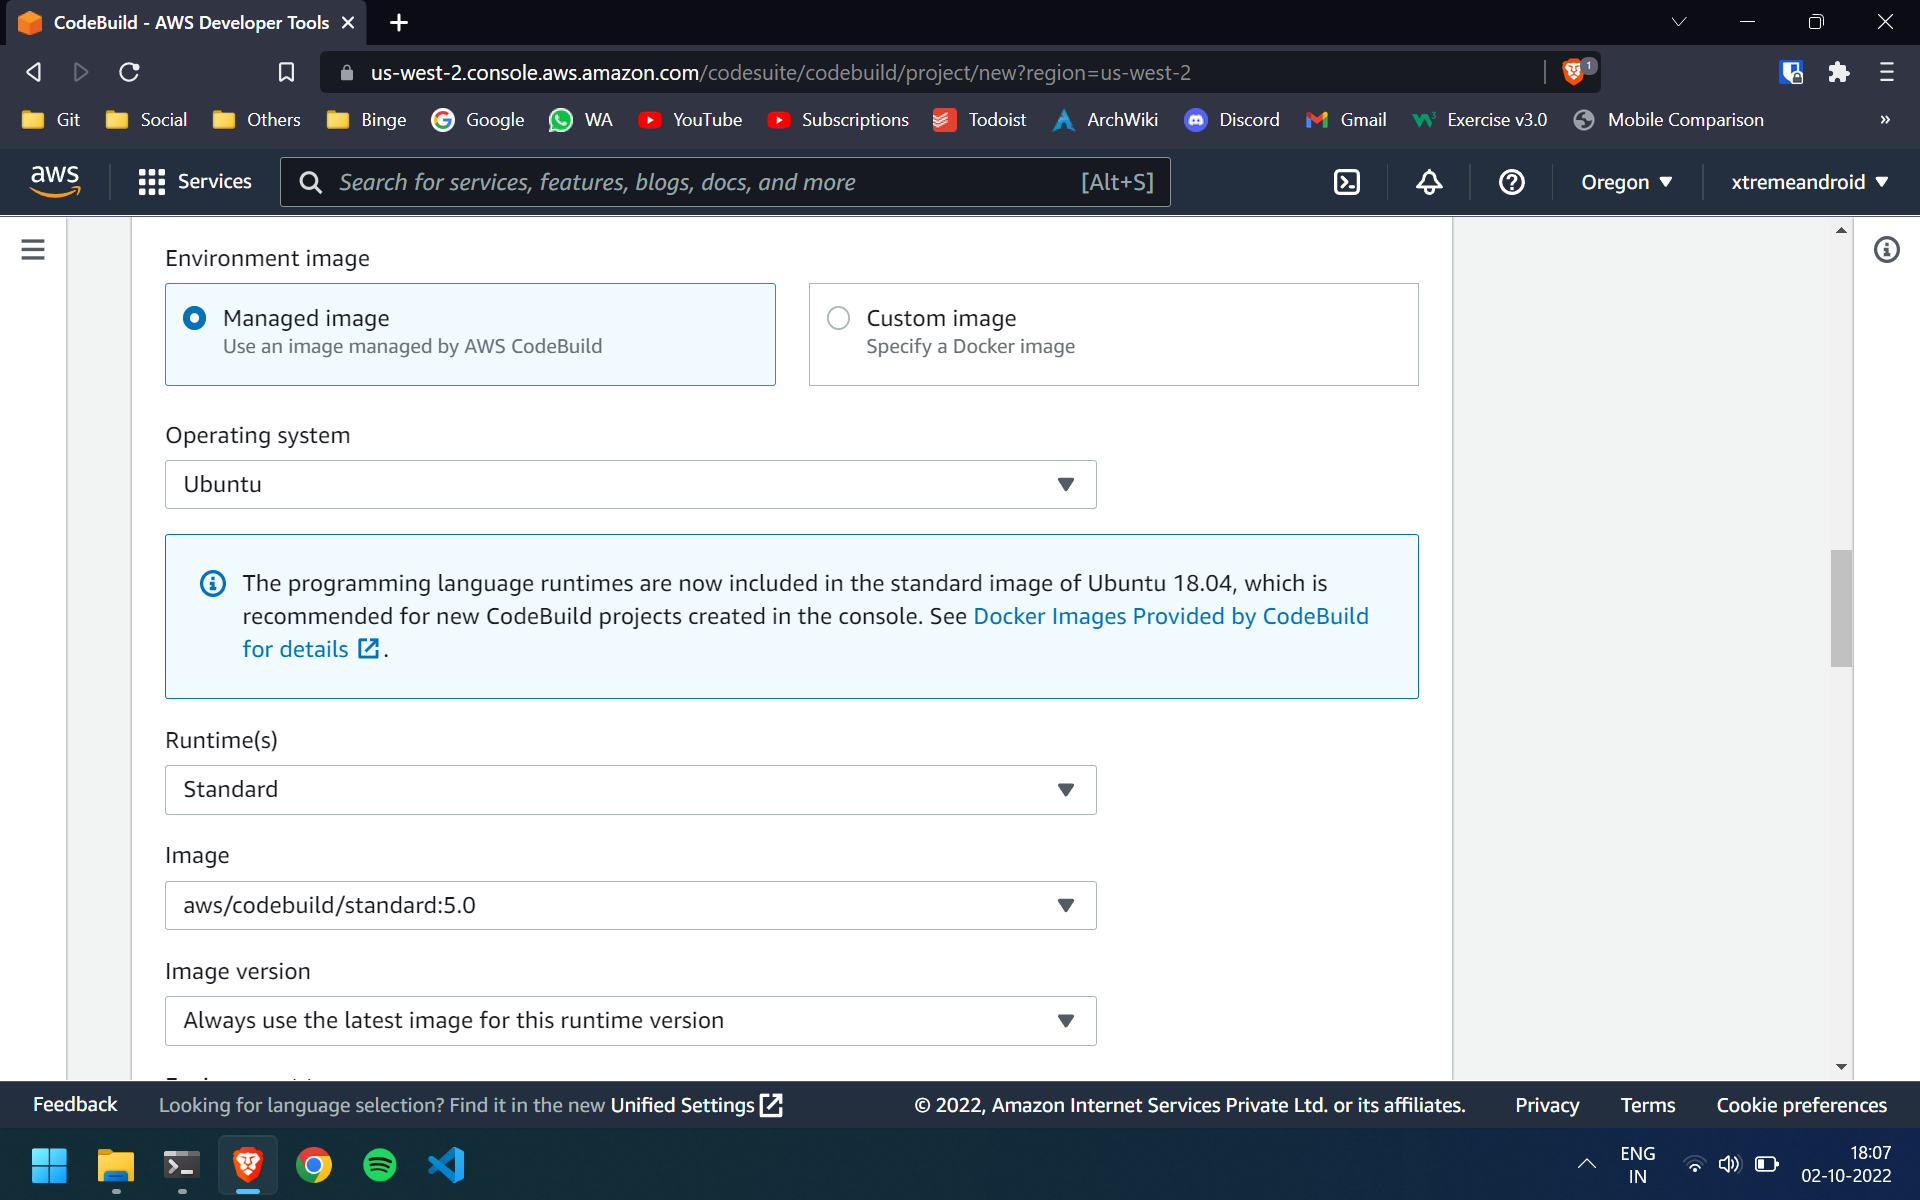 CodeBuild - AWS Developer Tools
us-west-2.console.aws.amazon.com/codesuite/codebuild/project/new?region=us-west-2
1
Git Social Others Binge Google WA YouTube Subscriptions Todoist ArchWiki Discord Gmail Exercise v3.0 Mobile Comparison »
aws Services Search for services, features, blogs, docs, and more [Alt+S] Oregon xtremeandroid
Environment image
Managed image
Use an image managed by AWS CodeBuild
Custom image
Specify a Docker image
Operating system
Ubuntu
The programming language runtimes are now included in the standard image of Ubuntu 18.04, which is
recommended for new CodeBuild projects created in the console. See Docker Images Provided by CodeBuild
for details .
Runtime(s)
Standard
Image
aws/codebuild/standard:5.0
Image version
Always use the latest image for this runtime version
Feedback Looking for language selection? Find it in the new Unified Settings © 2022, Amazon Internet Services Private Ltd. or its affiliates. Privacy Terms Cookie preferences
ENG
IN
18:07
02-10-2022